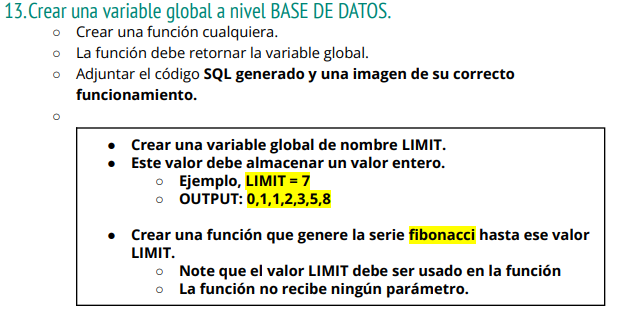 13.Crear una variable global a nivel BASE DE DATOS.
○ Crear una función cualquiera.
○ La función debe retornar la variable global.
○ Adjuntar el código SQL generado y una imagen de su correcto
funcionamiento.
○
● Crear una variable global de nombre LIMIT.
● Este valor debe almacenar un valor entero.
○ Ejemplo, LIMIT = 7
○ OUTPUT: 0,1,1,2,3,5,8
● Crear una función que genere la serie fibonacci hasta ese valor
LIMIT.
○ Note que el valor LIMIT debe ser usado en la función
○ La función no recibe ningún parámetro.